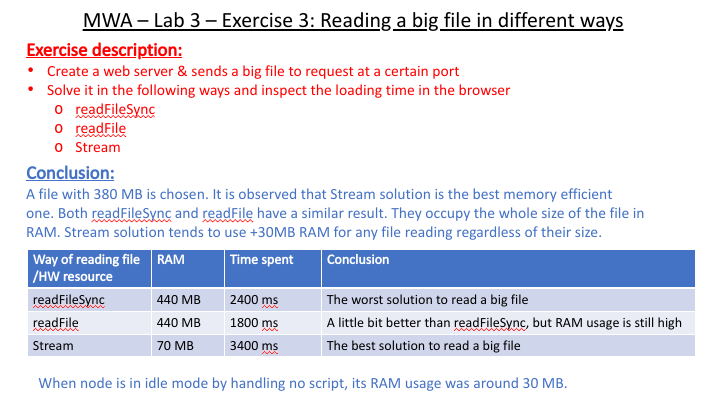 MWA – Lab 3 – Exercise 3: Reading a big file in different ways
Exercise description:
• Create a web server & sends a big file to request at a certain port
• Solve it in the following ways and inspect the loading time in the browser
o readFileSync
o readFile
o Stream
Conclusion:
A file with 380 MB is chosen. It is observed that Stream solution is the best memory efficient
one. Both readFileSync and readFile have a similar result. They occupy the whole size of the file in
RAM. Stream solution tends to use +30MB RAM for any file reading regardless of their size.
Way of reading file RAM Time spent Conclusion
/HW resource
readFileSync 440 MB 2400 ms The worst solution to read a big file
readFile 440 MB 1800 ms A little bit better than readFileSync, but RAM usage is still high
Stream 70 MB 3400 ms The best solution to read a big file
When node is in idle mode by handling no script, its RAM usage was around 30 MB.